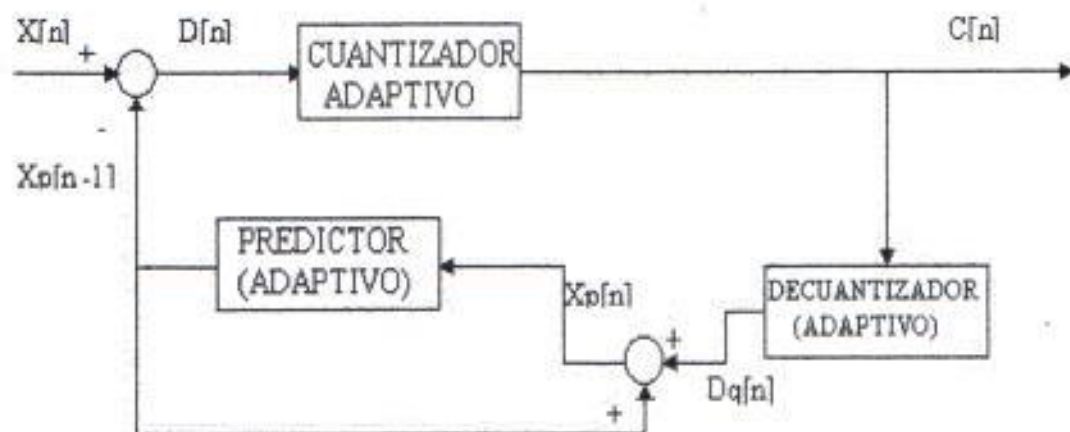 X[n]
+
D[n]
CUANTIZADOR
ADAPTIVO
C[n]
-
Xp[n-1]
PREDICTOR
(ADAPTIVO)
Xp[n]
DECUANTIZADOR
(ADAPTIVO)
+
Dq[n]
+